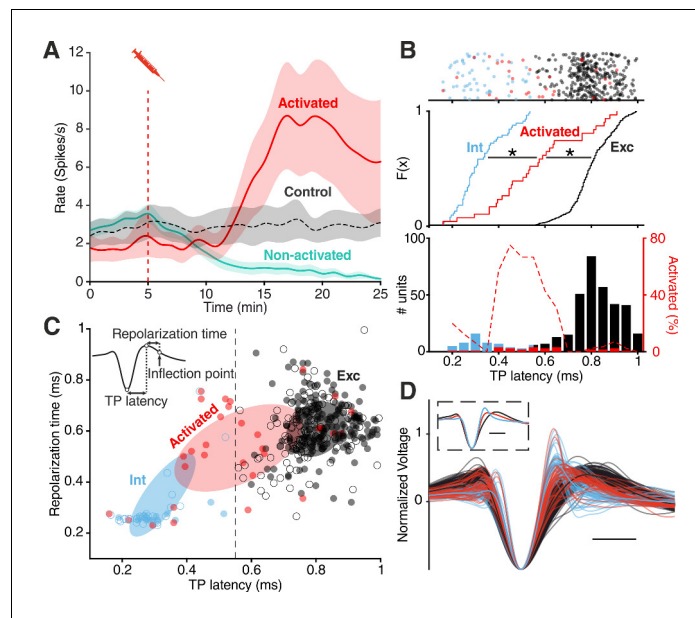 A
12
10
8
6
4
2
0
Rate (Spikes/s)
Activated
Control
Non-activated
0 5 10 15 20 25
Time (min)
B
1
F(x)
0
Int
Activated
Exc
*
*
100
50
0
# units
80
40
0
Activated (%)
0.2 0.4 0.6 0.8 1
TP latency (ms)
C
1
0.8
0.6
0.4
0.2
Repolarization time (ms)
Repolarization time
Inflection point
TP latency
Activated
Int
Exc
0.2 0.4 0.6 0.8 1
TP latency (ms)
D
1
0
Normalized Voltage